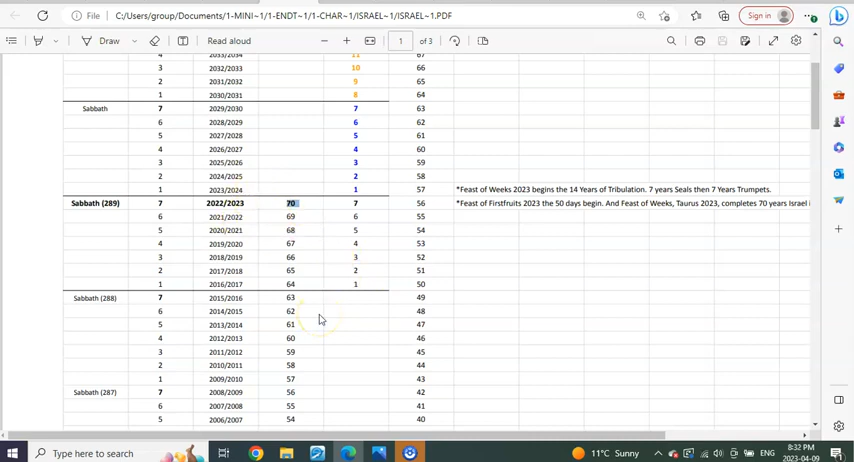 File C:/Users/group/Documents/1-MINI~1/1-ENDT~1/1-CHAR~1/ISRAEL~1/ISRAEL~1.PDF Sign in
Draw Read aloud 1 of 3
4 2033/2034 11 67
3 2032/2033 10 66
2 2031/2032 9 65
1 2030/2031 8 64
Sabbath 7 2029/2030 7 63
6 2028/2029 6 62
5 2027/2028 5 61
4 2026/2027 4 60
3 2025/2026 3 59
2 2024/2025 2 58
1 2023/2024 1 57 *Feast of Weeks 2023 begins the 14 Years of Tribulation. 7 years Seals then 7 Years Trumpets.
Sabbath (289) 7 2022/2023 70 7 56 *Feast of Firstfruits 2023 the 50 days begin. And Feast of Weeks, Taurus 2023, completes 70 years Israel i
6 2021/2022 69 6 55
5 2020/2021 68 5 54
4 2019/2020 67 4 53
3 2018/2019 66 3 52
2 2017/2018 65 2 51
1 2016/2017 64 1 50
Sabbath (288) 7 2015/2016 63 49
6 2014/2015 62 48
5 2013/2014 61 47
4 2012/2013 60 46
3 2011/2012 59 45
2 2010/2011 58 44
1 2009/2010 57 43
Sabbath (287) 7 2008/2009 56 42
6 2007/2008 55 41
5 2006/2007 54 40
Type here to search 11°C Sunny ENG 8:32 PM
2023-04-09